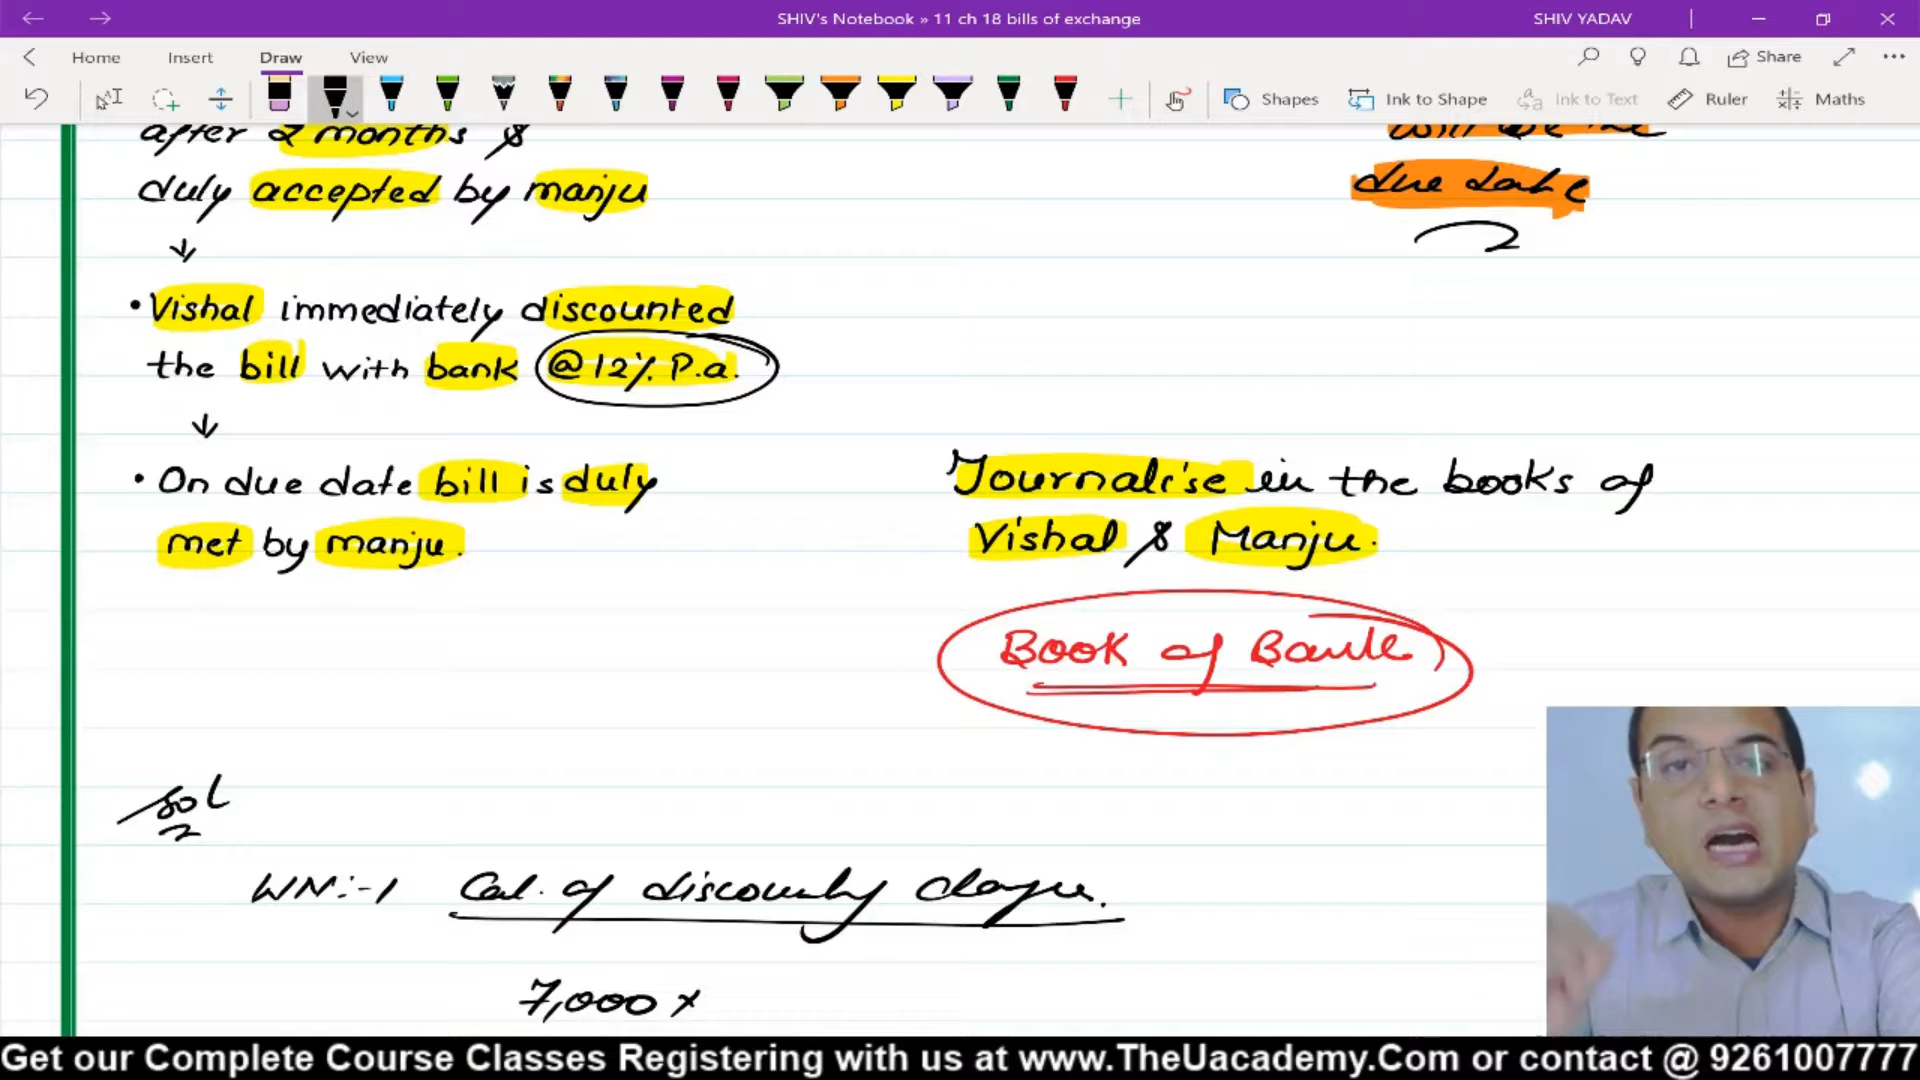 SHIV's Notebook » 11 ch 18 bills of exchange
SHIV YADAV
Home Insert Draw View
Share
Shapes
Ink to Shape
Ink to Text
Ruler
Maths
after 2 months &
duly accepted by manju
will be the
due date
• Vishal immediately discounted
the bill with bank @ 12% P.a.
• On due date bill is duly
met by manju.
Journalise in the books of
Vishal & Manju.
Book of Bank
Sol
WN:-1 Cal. of discounting charges.
7,000 x
Get our Complete Course Classes Registering with us at www.TheUacademy.Com or contact @ 9261007777